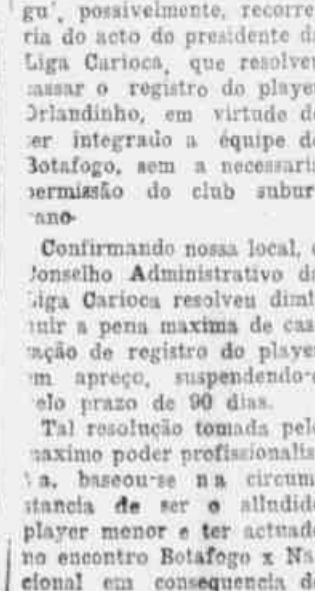 gu', possivelmente, recorre-
ria do acto do presidente da
Liga Carioca, que resolveu
cassar o registro do player
Orlandinho, em virtude de
ser integrado a équipe do
Botafogo, sem a necessaria
permissão do club subur-
bano-
Confirmando nossa local, o
Conselho Administrativo da
Liga Carioca resolveu dimi-
nuir a pena maxima de cas-
sação de registro do player
em apreço, suspendendo-o
pelo prazo de 90 dias.
Tal resolução tomada pelo
maximo poder profissionalis-
ta, baseou-se na circum-
stancia de ser o alludido
player menor e ter actuado
no encontro Botafogo x Na-
cional em consequencia de